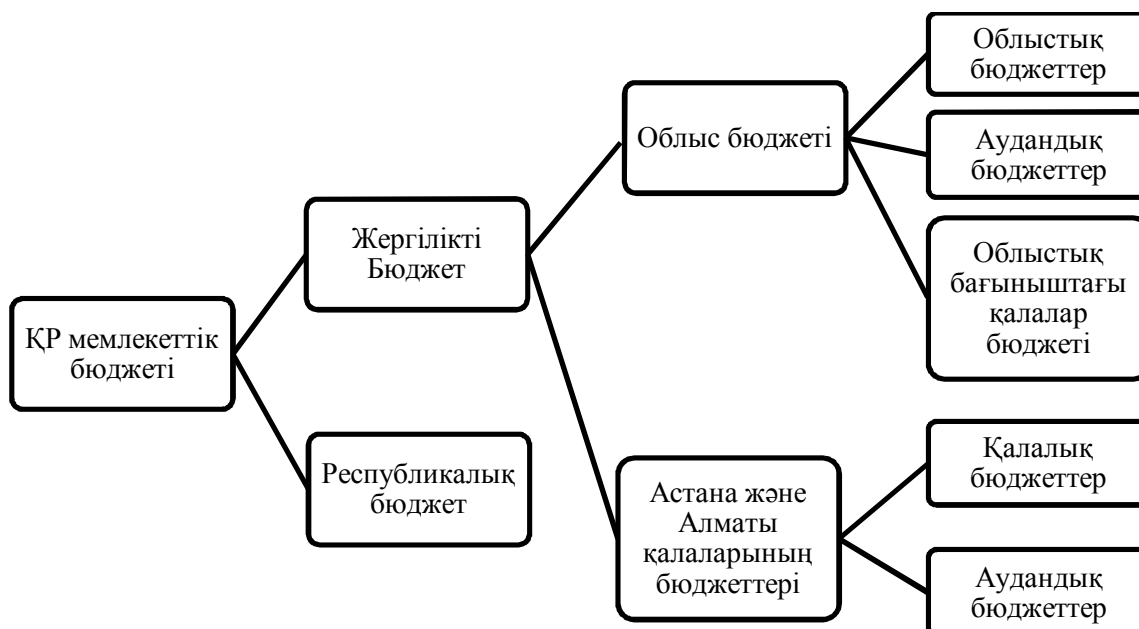 ҚР мемлекеттік
бюджеті
Жергілікті
Бюджет
Республикалық
бюджет
Облыс бюджеті
Астана және
Алматы
қалаларының
бюджеттері
Облыстық
бюджеттер
Аудандық
бюджеттер
Облыстық
бағыныштағы
қалалар
бюджеті
Қалалық
бюджеттер
Аудандық
бюджеттер